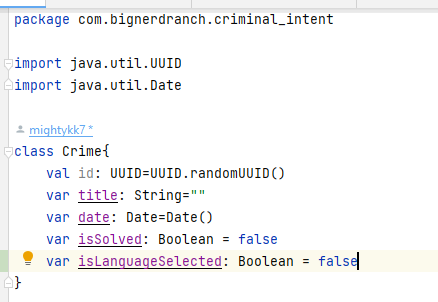 package com.bignerdranch.criminal_intent
import java.util.UUID
import java.util.Date
mightykk7 *
class Crime{
val id: UUID=UUID.randomUUID()
var title: String=""
var date: Date=Date()
var isSolved: Boolean = false
var isLanguageSelected: Boolean = false
}